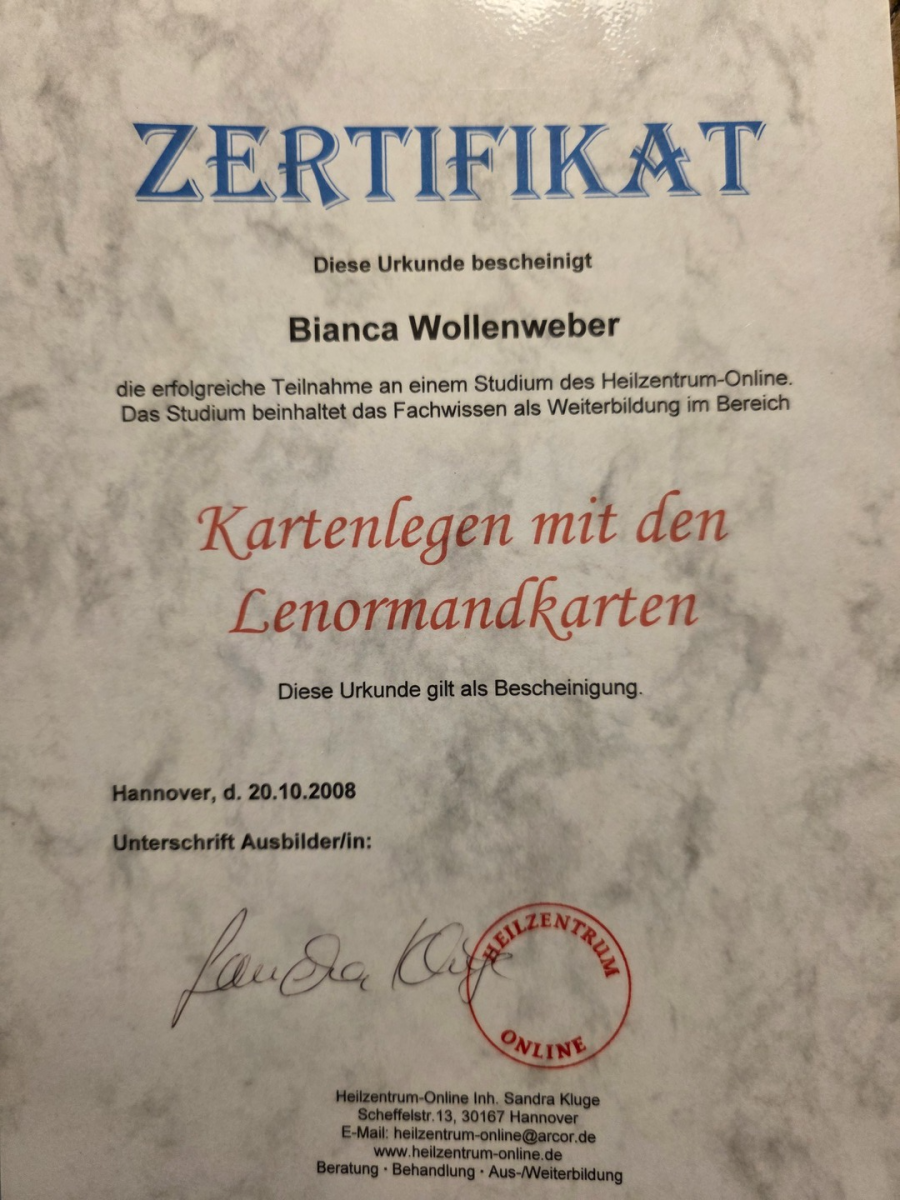 ZERTIFIKAT
Diese Urkunde bescheinigt
Bianca Wollenweber
die erfolgreiche Teilnahme an einem Studium des Heilzentrum-Online.
Das Studium beinhaltet das Fachwissen als Weiterbildung im Bereich
Kartenlegen mit den
Lenormandkarten
Diese Urkunde gilt als Bescheinigung.
Hannover, d. 20.10.2008
Unterschrift Ausbilder/in:
Sandra Kluge
HEILZENTRUM
ONLINE
Heilzentrum-Online Inh. Sandra Kluge
Scheffelstr.13, 30167 Hannover
E-Mail: heilzentrum-online@arcor.de
www.heilzentrum-online.de
Beratung · Behandlung · Aus-/Weiterbildung